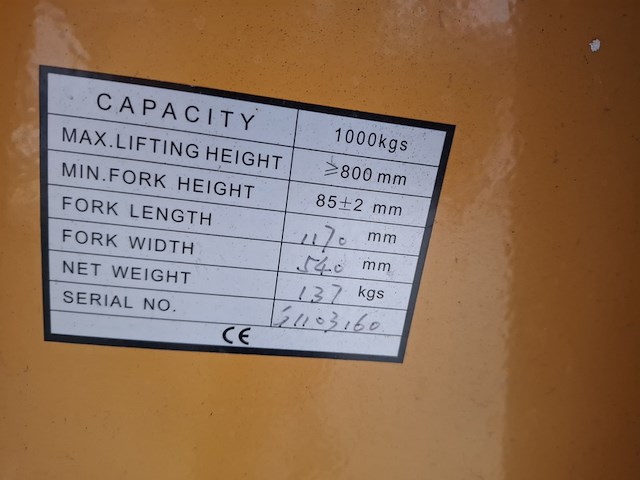 CAPACITY 1000kgs
MAX.LIFTING HEIGHT ⩾800 mm
MIN.FORK HEIGHT 85±2 mm
FORK LENGTH 1170 mm
FORK WIDTH 540 mm
NET WEIGHT 137 kgs
SERIAL NO.
CE